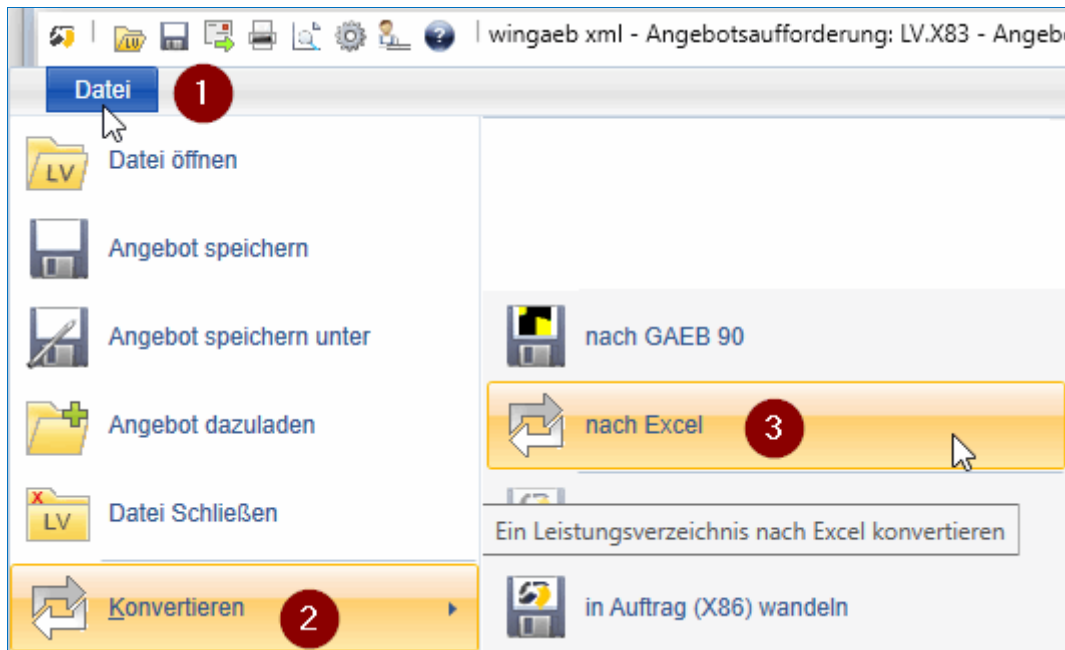 wingaeb xml - Angebotsaufforderung: LV.X83 - Angeb
Datei
1
LV
Datei öffnen
Angebot speichern
Angebot speichern unter
nach GAEB 90
Angebot dazuladen
nach Excel
3
X
LV
Datei Schließen
Ein Leistungsverzeichnis nach Excel konvertieren
Konvertieren
2
in Auftrag (X86) wandeln